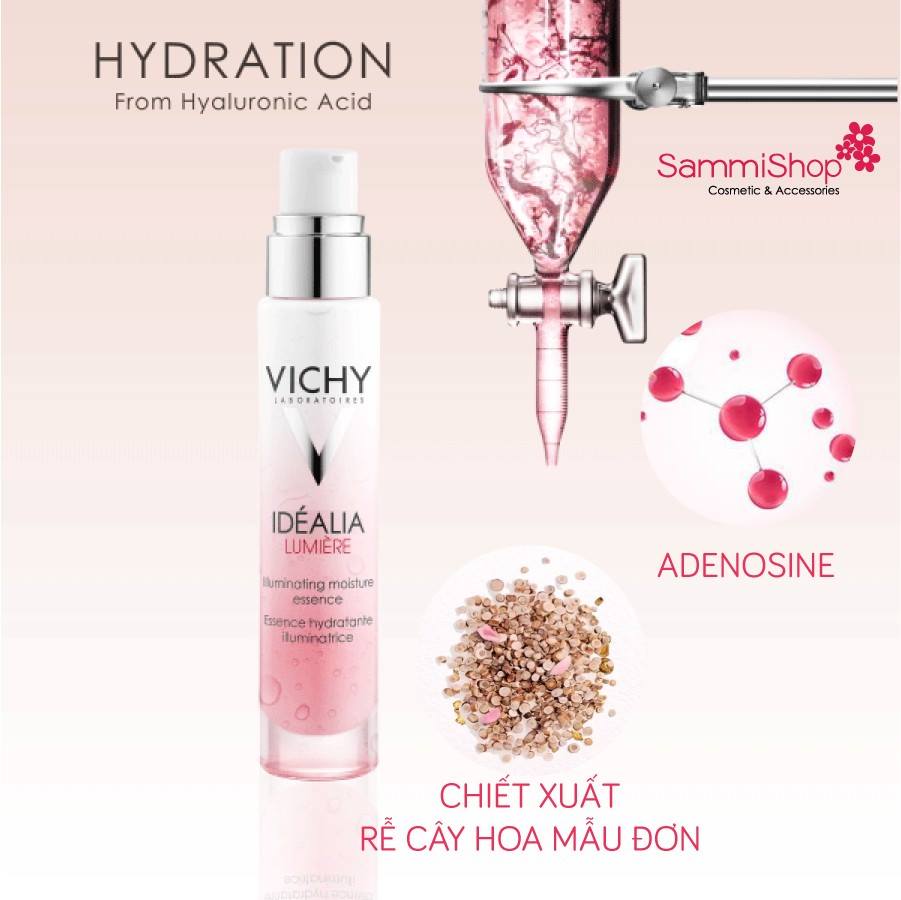 HYDRATION
From Hyaluronic Acid
SammiShop
Cosmetic & Accessories
VICHY
LABORATOIRES
IDÉALIA
LUMIÈRE
Illuminating moisture
essence
Essence hydratante
illuminatrice
ADENOSINE
CHIẾT XUẤT
RỄ CÂY HOA MẪU ĐƠN